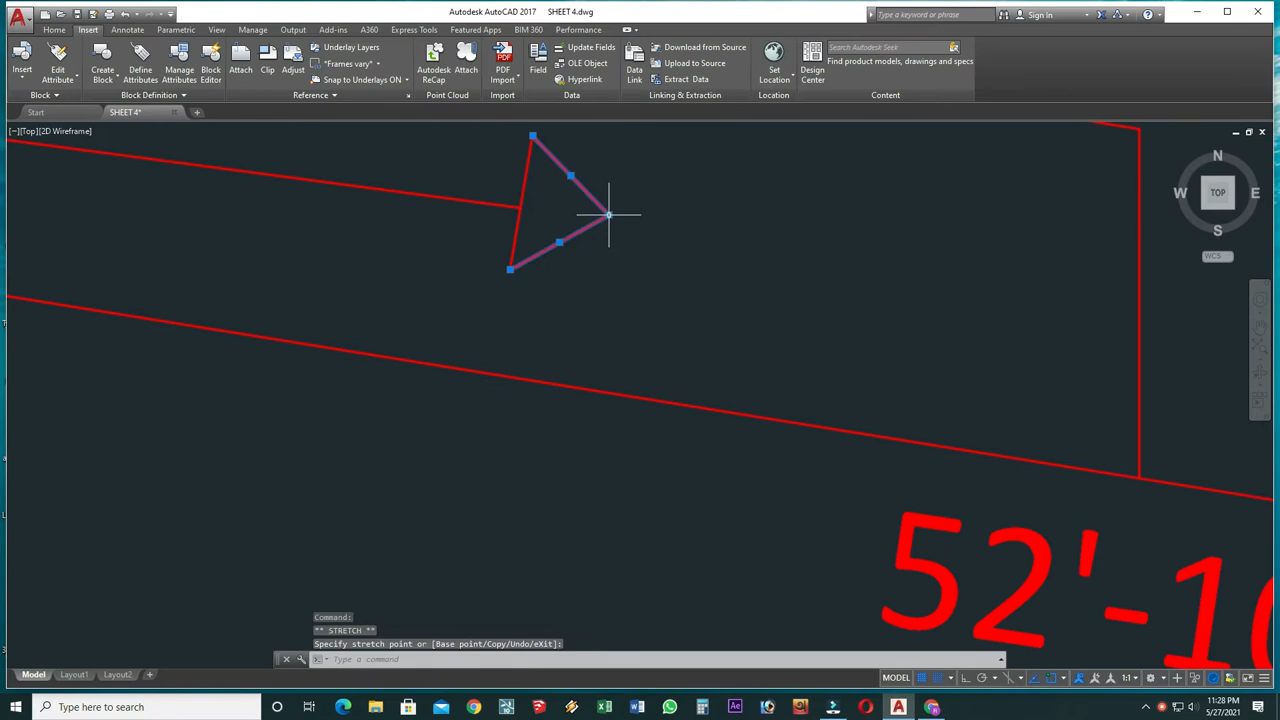 Autodesk AutoCAD 2017 SHEET 4.dwg
Type a keyword or phrase
Sign In
Home Insert Annotate Parametric View Manage Output Add-ins A360 Express Tools Featured Apps BIM 360 Performance
Insert
Edit Attribute
Create Block
Define Attributes
Manage Attributes
Block Editor
Attach
Clip
Adjust
Underlay Layers
*Frames vary*
Snap to Underlays ON
Autodesk ReCap
Attach
PDF
PDF Import
Field
Update Fields
OLE Object
Hyperlink
Data Link
Download from Source
Upload to Source
Extract Data
Set Location
Design Center
Search Autodesk Seek
Find product models, drawings and specs
Block
Block Definition
Reference
Point Cloud
Import
Data
Linking & Extraction
Location
Content
Start
SHEET 4*
[−][Top][2D Wireframe]
N
W TOP E
S
WCS
52'-10
Command:
** STRETCH **
Specify stretch point or [Base point/Copy/Undo/eXit]:
Type a command
Model Layout1 Layout2 +
MODEL
1:1
Type here to search
11:28 PM
5/27/2021